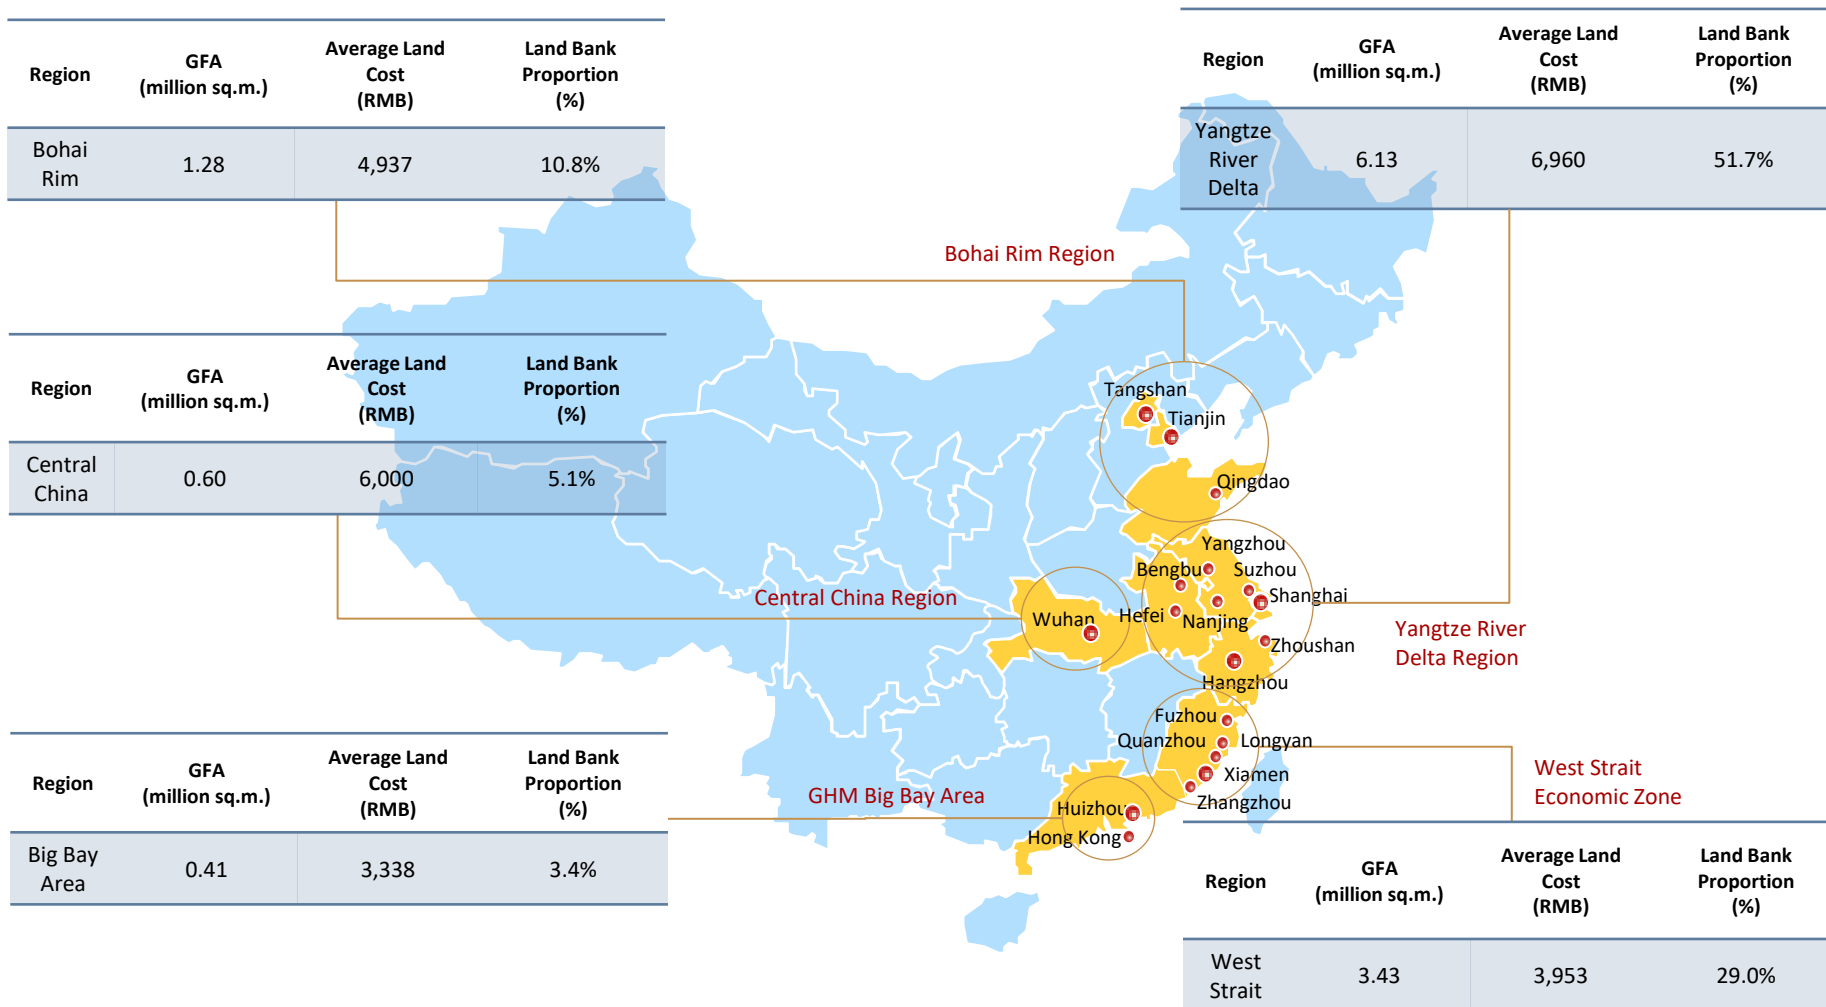 Region
GFA
(million sq.m.)
Average Land
Cost
(RMB)
Land Bank
Proportion
(%)
Bohai
Rim
1.28
4,937
10.8%
Region
GFA
(million sq.m.)
Average Land
Cost
(RMB)
Land Bank
Proportion
(%)
Yangtze
River
Delta
6.13
6,960
51.7%
Bohai Rim Region
Region
GFA
(million sq.m.)
Average Land
Cost
(RMB)
Land Bank
Proportion
(%)
Central
China
0.60
6,000
5.1%
Tangshan
Tianjin
Qingdao
Yangzhou
Bengbu
Suzhou
Shanghai
Central China Region
Wuhan
Hefei
Nanjing
Zhoushan
Hangzhou
Yangtze River
Delta Region
Fuzhou
Quanzhou
Longyan
Xiamen
Zhangzhou
West Strait
Economic Zone
GHM Big Bay Area
Huizhou
Hong Kong
Region
GFA
(million sq.m.)
Average Land
Cost
(RMB)
Land Bank
Proportion
(%)
Big Bay
Area
0.41
3,338
3.4%
Region
GFA
(million sq.m.)
Average Land
Cost
(RMB)
Land Bank
Proportion
(%)
West
Strait
3.43
3,953
29.0%